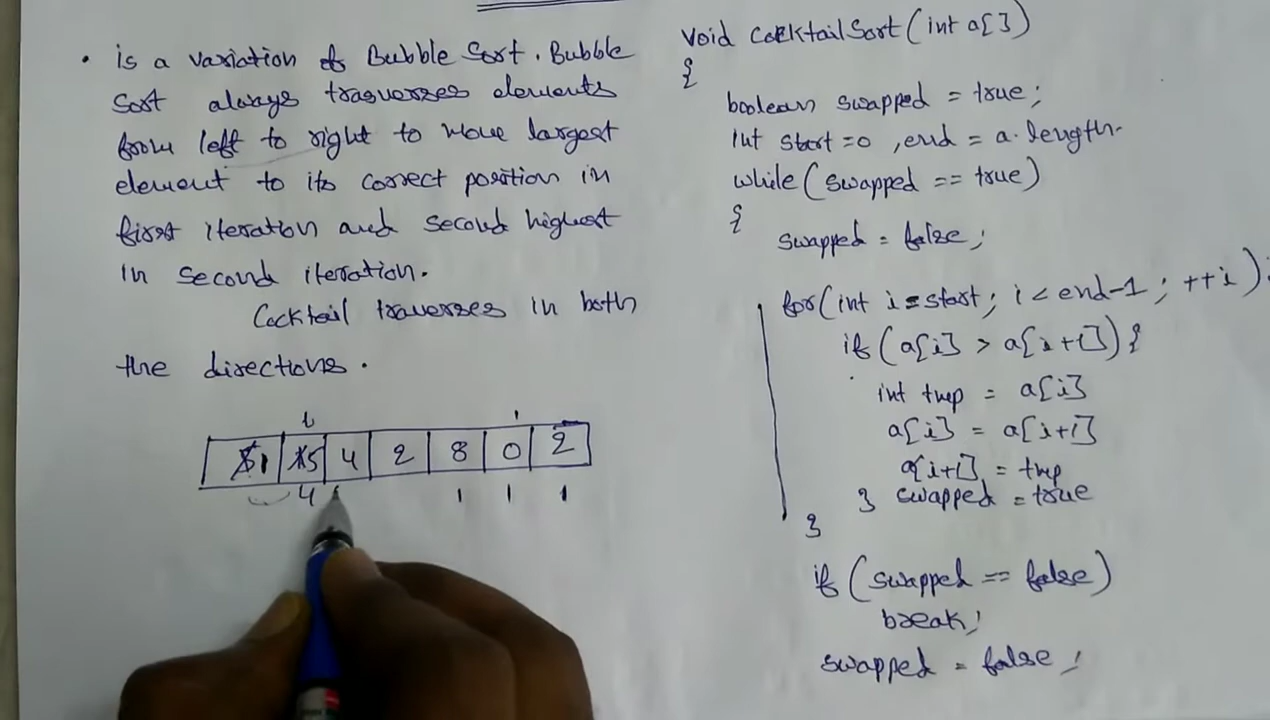 • is a variation of Bubble Sort. Bubble
Sort always trasverses elements
from left to right to move largest
element to its correct position in
first iteration and second highest
in second iteration.
Cocktail traverses in both
the directions.
1 5 4 2 8 0 2
4
void CocktailSort(int a[])
{
boolean swapped = true;
int start=0 ,end = a.length.
while(swapped == true)
{
swapped = false;
for(int i=start; i<end-1; ++i)
if(a[i] > a[i+1]){
int tmp = a[i]
a[i] = a[i+1]
a[i+1] = tmp
} swapped = true
}
if(swapped == false)
break;
swapped = false;